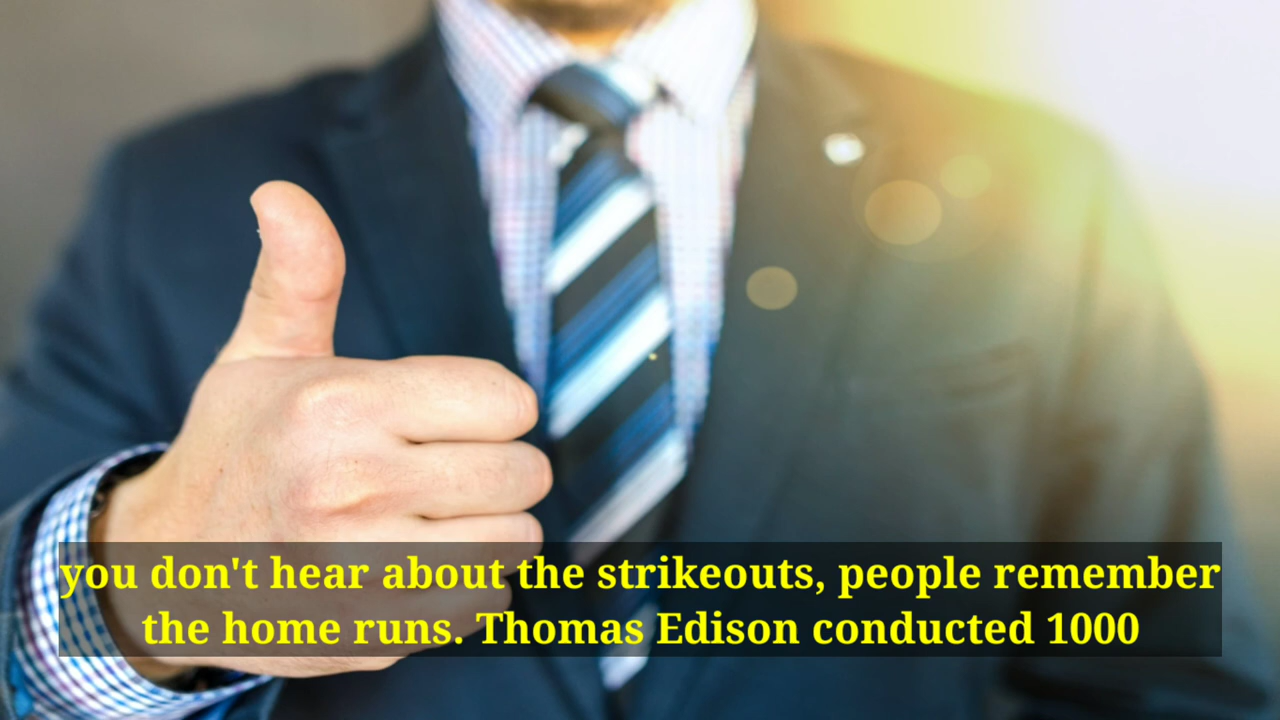 you don't hear about the strikeouts, people remember
the home runs. Thomas Edison conducted 1000